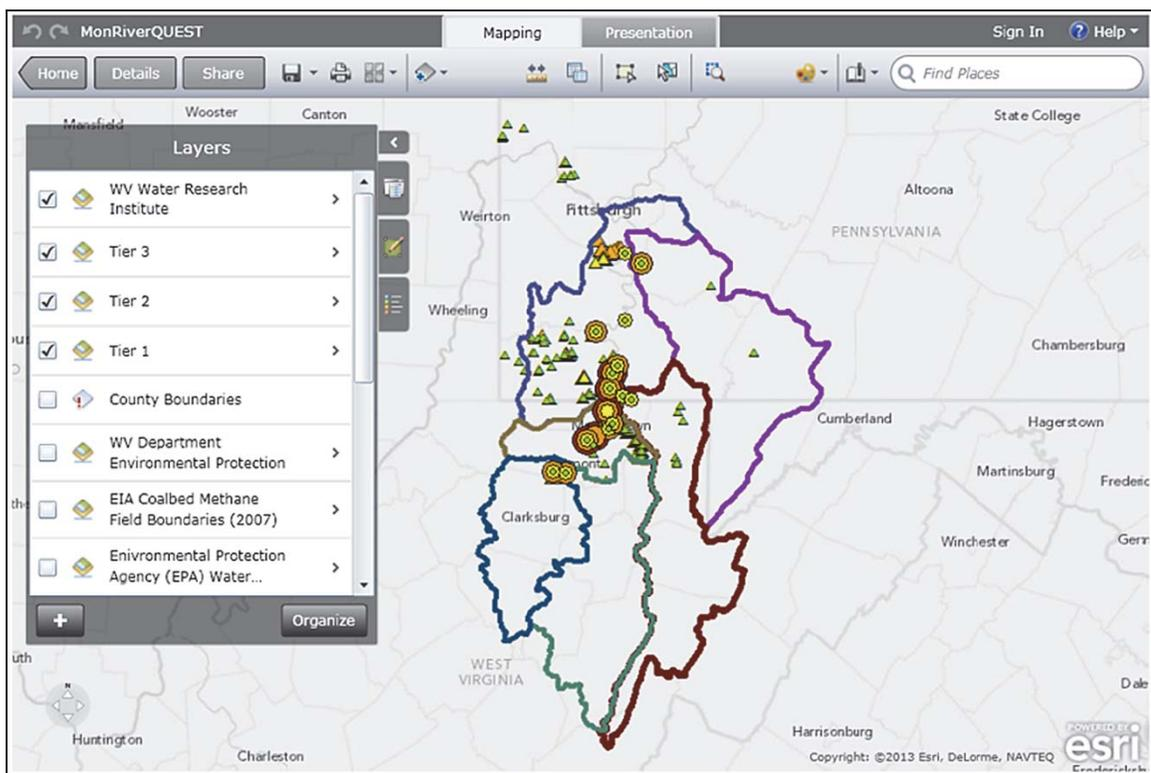 MonRiverQUEST
Mapping
Presentation
Sign In
Help
Home
Details
Share
Find Places
Mansfield
Wooster
Canton
State College
Layers
WV Water Research
Institute
Tier 3
Tier 2
Tier 1
County Boundaries
WV Department
Environmental Protection
EIA Coalbed Methane
Field Boundaries (2007)
Enivronmental Protection
Agency (EPA) Water...
Organize
Altoona
Weirton
Pittsburgh
PENNSYLVANIA
Wheeling
Chambersburg
Cumberland
Hagerstown
Martinsburg
Frederic
Clarksburg
Winchester
Germ
WEST
VIRGINIA
Dale
N
Huntington
Charleston
Harrisonburg
POWERED BY
esri
Copyright: ©2013 Esri, DeLorme, NAVTEQ